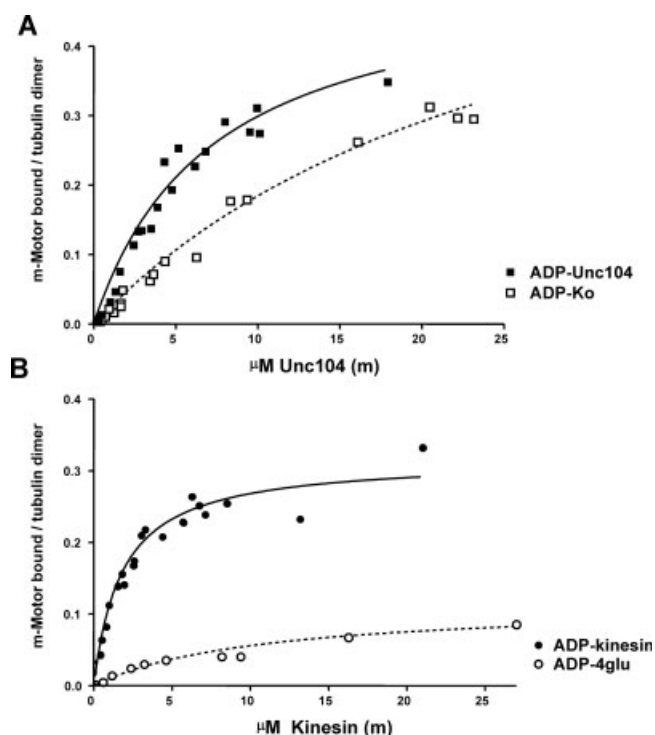 A
0.4
0.3
0.2
0.1
0.0
m-Motor bound / tubulin dimer
0 5 10 15 20 25
μM Unc104 (m)
■ ADP-Unc104
□ ADP-Ko
B
0.4
0.3
0.2
0.1
0.0
m-Motor bound / tubulin dimer
0 5 10 15 20 25
μM Kinesin (m)
● ADP-kinesin
○ ADP-4glu